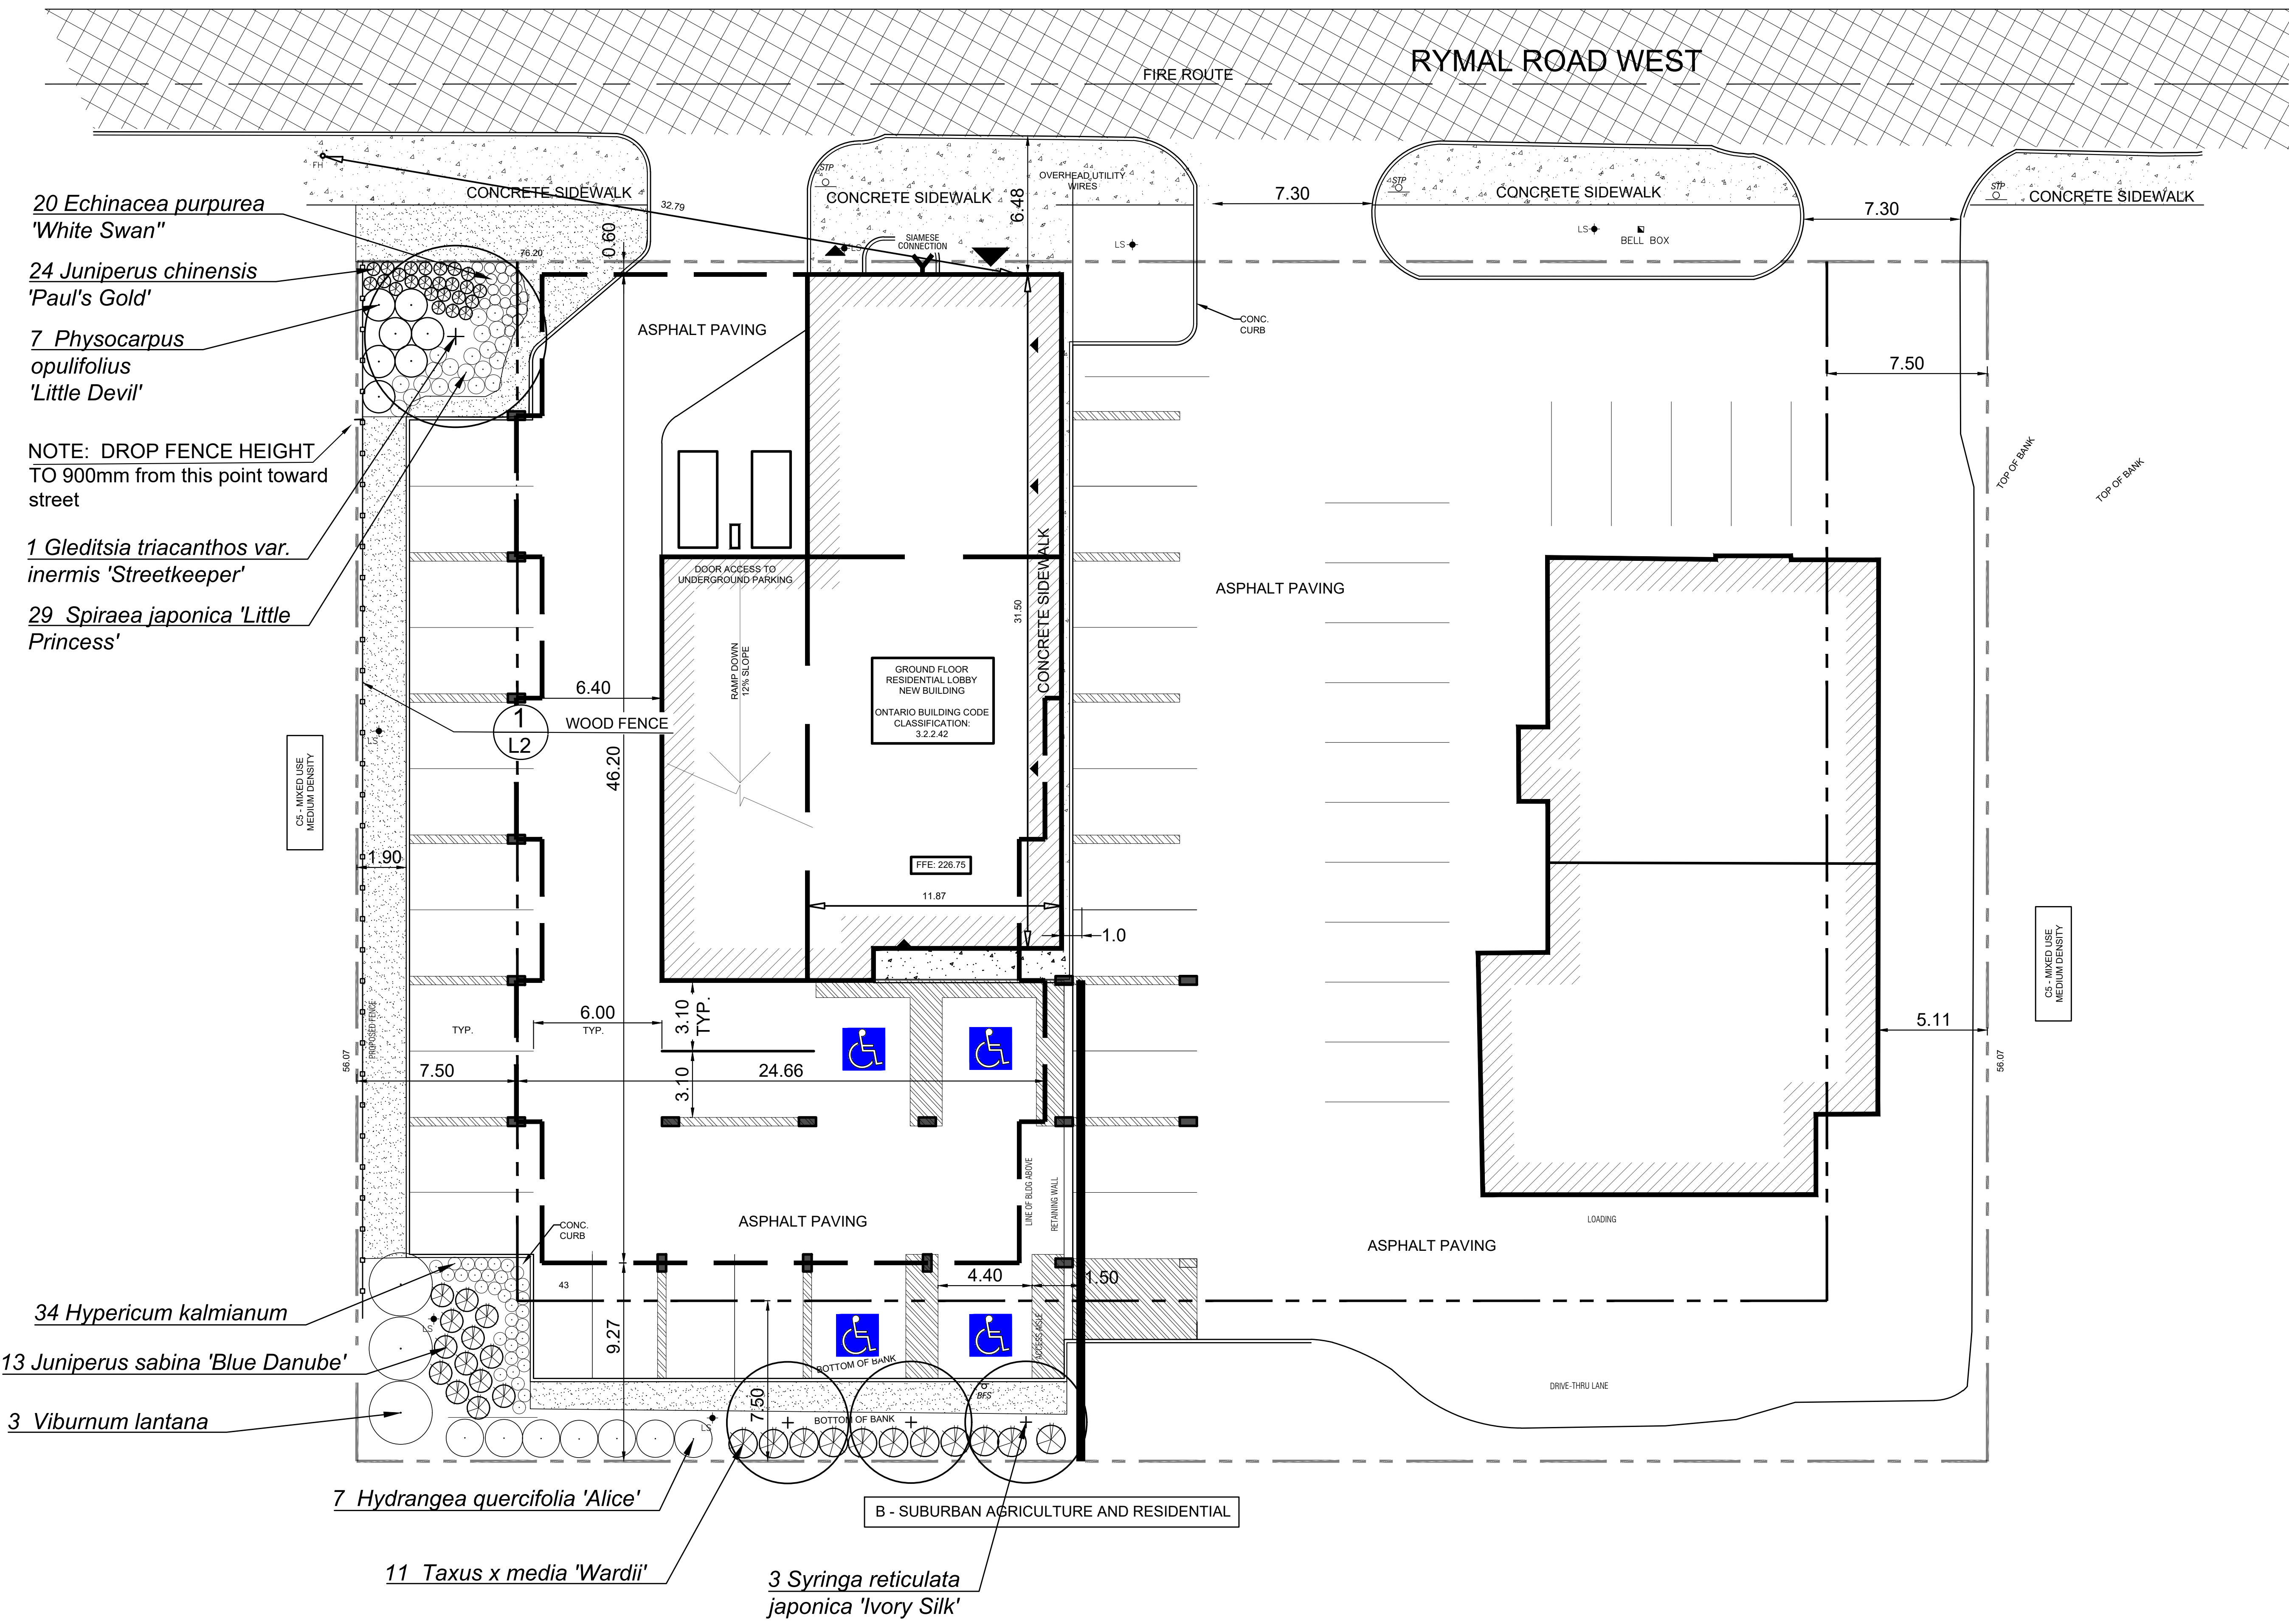 RYMAL ROAD WEST
FIRE ROUTE
FH
CONCRETE SIDEWALK
32.79
STP
CONCRETE SIDEWALK
OVERHEAD UTILITY
WIRES
6.48
7.30
STP
CONCRETE SIDEWALK
7.30
STP
CONCRETE SIDEWALK
20 Echinacea purpurea
'White Swan"
24 Juniperus chinensis
'Paul's Gold'
7 Physocarpus
opulifolius
'Little Devil'
NOTE: DROP FENCE HEIGHT
TO 900mm from this point toward
street
1 Gleditsia triacanthos var.
inermis 'Streetkeeper'
29 Spiraea japonica 'Little
Princess'
76.20
0.60
LS
SIAMESE
CONNECTION
LS
LS
BELL BOX
ASPHALT PAVING
CONC.
CURB
7.50
TOP OF BANK
TOP OF BANK
DOOR ACCESS TO
UNDERGROUND PARKING
ASPHALT PAVING
RAMP DOWN
12% SLOPE
31.50
CONCRETE SIDEWALK
GROUND FLOOR
RESIDENTIAL LOBBY
NEW BUILDING
ONTARIO BUILDING CODE
CLASSIFICATION:
3.2.2.42
6.40
1
L2
WOOD FENCE
46.20
LS
C5 - MIXED USE
MEDIUM DENSITY
1.90
FFE: 226.75
11.87
1.0
C5 - MIXED USE
MEDIUM DENSITY
PROPOSED FENCE
TYP.
6.00
TYP.
3.10
TYP.
5.11
56.07
56.07
7.50
3.10
24.66
LINE OF BLDG ABOVE
RETAINING WALL
ASPHALT PAVING
CONC.
CURB
LOADING
ASPHALT PAVING
43
4.40
1.50
34 Hypericum kalmianum
LS
13 Juniperus sabina 'Blue Danube'
3 Viburnum lantana
9.27
ACCESS AISLE
BOTTOM OF BANK
7.50
BFS
DRIVE-THRU LANE
LS
BOTTOM OF BANK
7 Hydrangea quercifolia 'Alice'
B - SUBURBAN AGRICULTURE AND RESIDENTIAL
11 Taxus x media 'Wardii'
3 Syringa reticulata
japonica 'Ivory Silk'